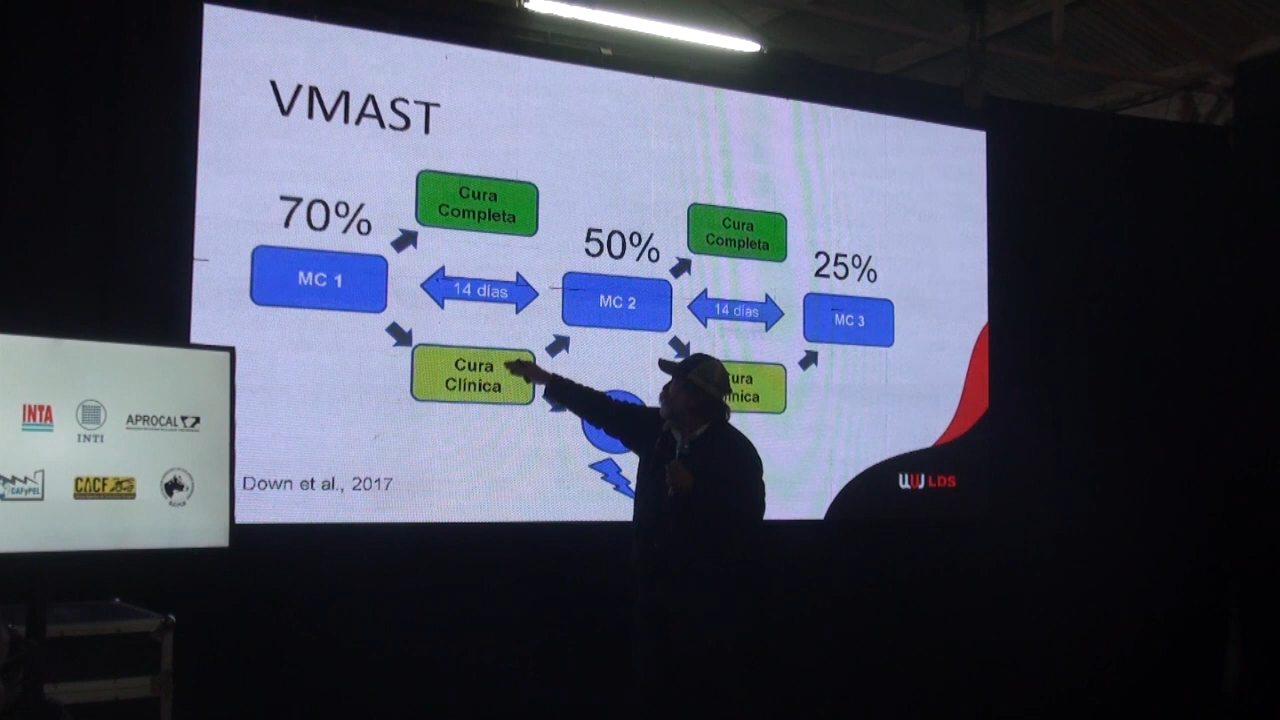 VMAST
70%
Cura
Completa
MC 1
14 días
Cura
Clínica
50%
MC 2
Cura
Completa
14 días
25%
MC 3
Down et al., 2017
LDS
INTA
INTI
APROCAL
CAFyPEL
CACF